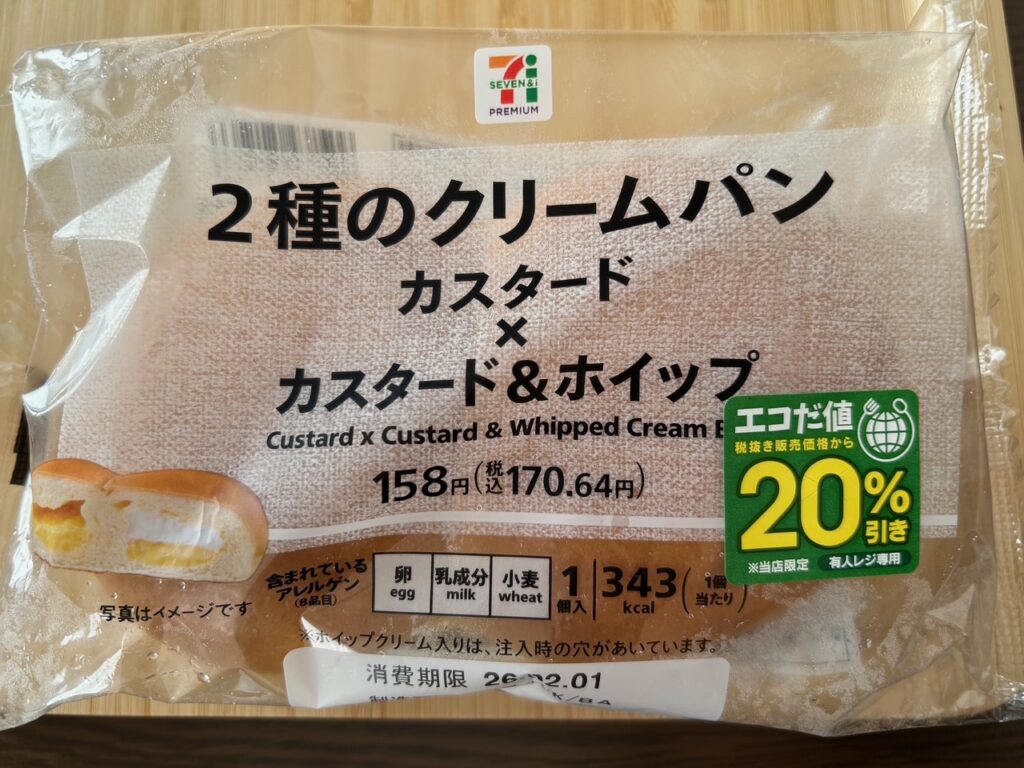 SEVEN&i
PREMIUM
2種のクリームパン
カスタード
×
カスタード&ホイップ
Custard x Custard & Whipped Cream
158円(税込170.64円)
エコだ値
税抜き販売価格から
20%
引き
※当店限定 有人レジ専用
含まれている
アレルゲン
(8品目)
卵 乳成分 小麦
egg milk wheat
1個入
343kcal(1個当たり)
写真はイメージです
※ホイップクリーム入りは、注入時の穴があいています。
消費期限 26.02.01